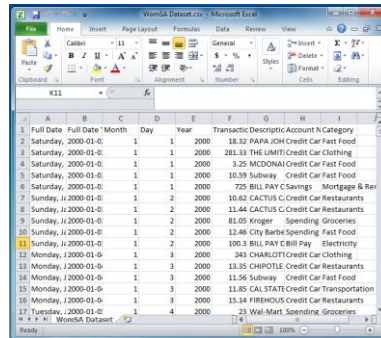 WomSA Dataset.csv - Microsoft Excel
File Home Insert Page Layout Formulas Data Review View
Calibri 11 General Insert
Paste B I U $ % , Styles Delete
Format
Clipboard Font Alignment Number Cells Editing
K11 fx
A B C D E F G H I
1 Full Date Full Date Month Day Year Transactic Descriptic Account N Category
2 Saturday, 2000-01-0 1 1 2000 18.32 PAPA JOH Credit Car Fast Food
3 Saturday, 2000-01-0 1 1 2000 281.33 THE LIMIT Credit Car Clothing
4 Saturday, 2000-01-0 1 1 2000 3.25 MCDONAL Credit Car Fast Food
5 Saturday, 2000-01-0 1 1 2000 10.59 Subway Credit Car Fast Food
6 Saturday, 2000-01-0 1 1 2000 725 BILL PAY C Savings Mortgage & Re
7 Sunday, Ja 2000-01-0 1 2 2000 10.62 CACTUS C Credit Car Restaurants
8 Sunday, Ja 2000-01-0 1 2 2000 11.44 CACTUS C Credit Car Restaurants
9 Sunday, Ja 2000-01-0 1 2 2000 81.05 Kroger Spending Groceries
10 Sunday, Ja 2000-01-0 1 2 2000 12.46 City Barbe Spending Fast Food
11 Sunday, Ja 2000-01-0 1 2 2000 100.3 BILL PAY D Bill Pay Electricity
12 Monday, J 2000-01-0 1 3 2000 243 CHARLOTT Credit Car Clothing
13 Monday, J 2000-01-0 1 3 2000 13.35 CHIPOTLE Credit Car Restaurants
14 Monday, J 2000-01-0 1 3 2000 11.56 Subway Credit Car Fast Food
15 Monday, J 2000-01-0 1 3 2000 11.85 CAL STATE Credit Car Transportation
16 Monday, J 2000-01-0 1 3 2000 15.14 FIREHOUS Credit Car Restaurants
17 Tuesday, 2000-01-0 1 4 2000 23 Wal-Mart Spending Groceries
WomSA Dataset
Ready 100%